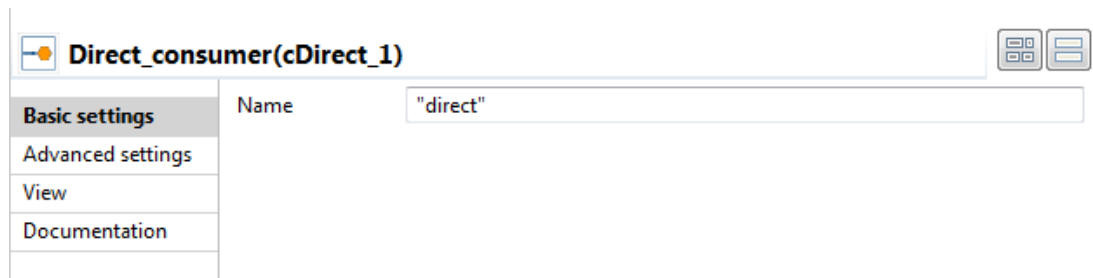 Direct_consumer(cDirect_1)
Basic settings
Name "direct"
Advanced settings
View
Documentation